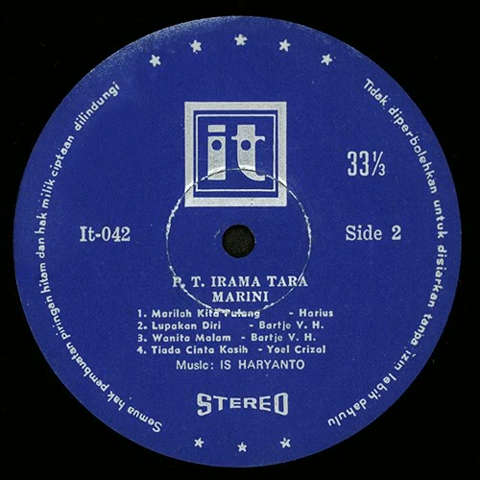 it
33 1/3
It-042
Side 2
P. T. IRAMA TARA
MARINI
1. Marilah Kita Pulang - Harius
2. Lupakan Diri - Bartje V. H.
3. Wanita Malam - Bartje V. H.
4. Tiada Cinta Kasih - Yoel Crizal
Music: IS HARYANTO
STEREO
Semua hak pembuatan piringan hitam dan hak milik ciptaan dilindungi
Tidak diperbolehkan untuk disiarkan tanpa izin lebih dahulu